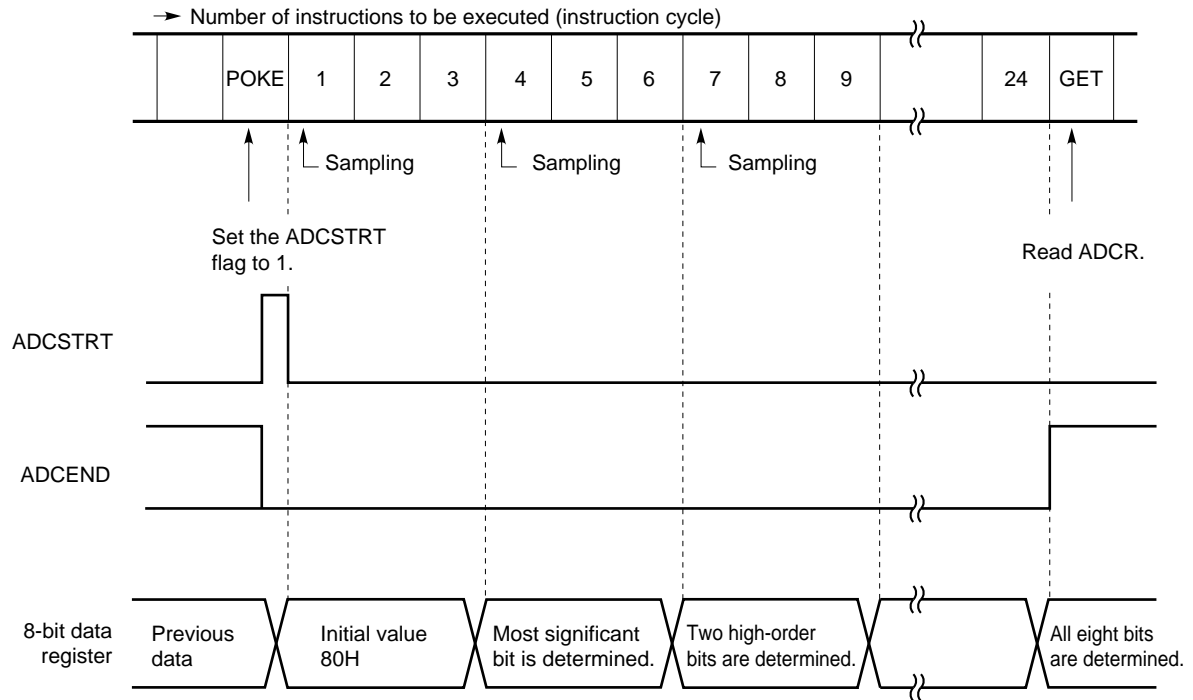 Number of instructions to be executed (instruction cycle)
POKE 1 2 3 4 5 6 7 8 9 24 GET
Sampling Sampling Sampling
Set the ADCSTRT
flag to 1.
Read ADCR.
ADCSTRT
ADCEND
8-bit data
register
Previous
data
Initial value
80H
Most significant
bit is determined.
Two high-order
bits are determined.
All eight bits
are determined.